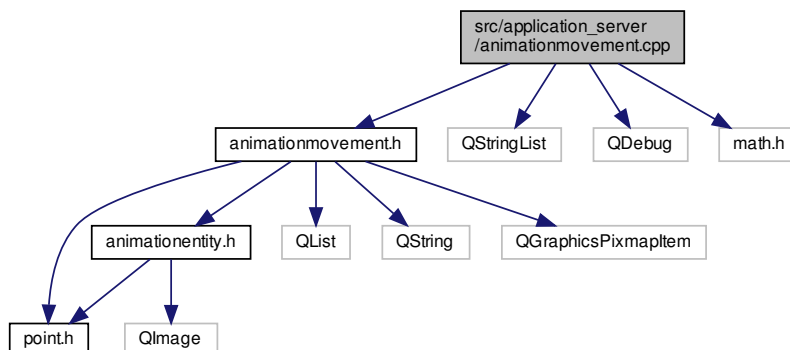 src/application_server
/animationmovement.cpp
animationmovement.h
QStringList
QDebug
math.h
animationentity.h
QList
QString
QGraphicsPixmapItem
point.h
QImage